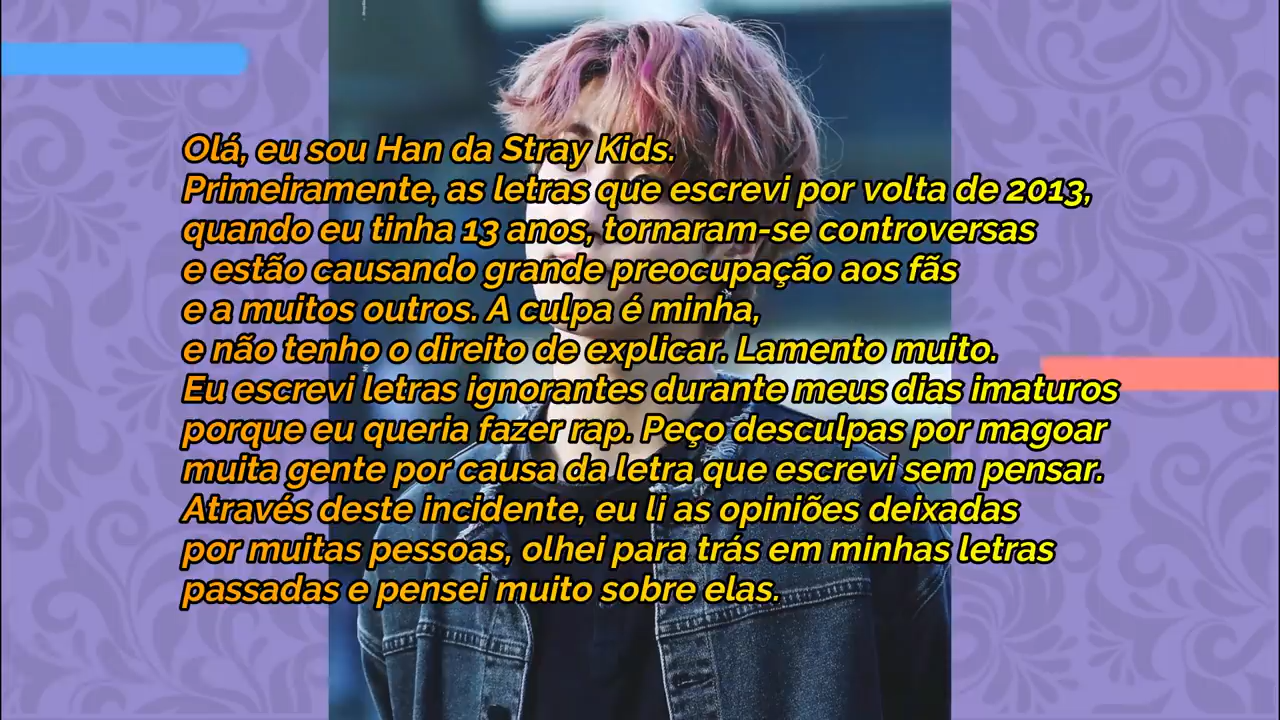 Olá, eu sou Han da Stray Kids.
Primeiramente, as letras que escrevi por volta de 2013,
quando eu tinha 13 anos, tornaram-se controversas
e estão causando grande preocupação aos fãs
e a muitos outros. A culpa é minha,
e não tenho o direito de explicar. Lamento muito.
Eu escrevi letras ignorantes durante meus dias imaturos
porque eu queria fazer rap. Peço desculpas por magoar
muita gente por causa da letra que escrevi sem pensar.
Através deste incidente, eu li as opiniões deixadas
por muitas pessoas, olhei para trás em minhas letras
passadas e pensei muito sobre elas.